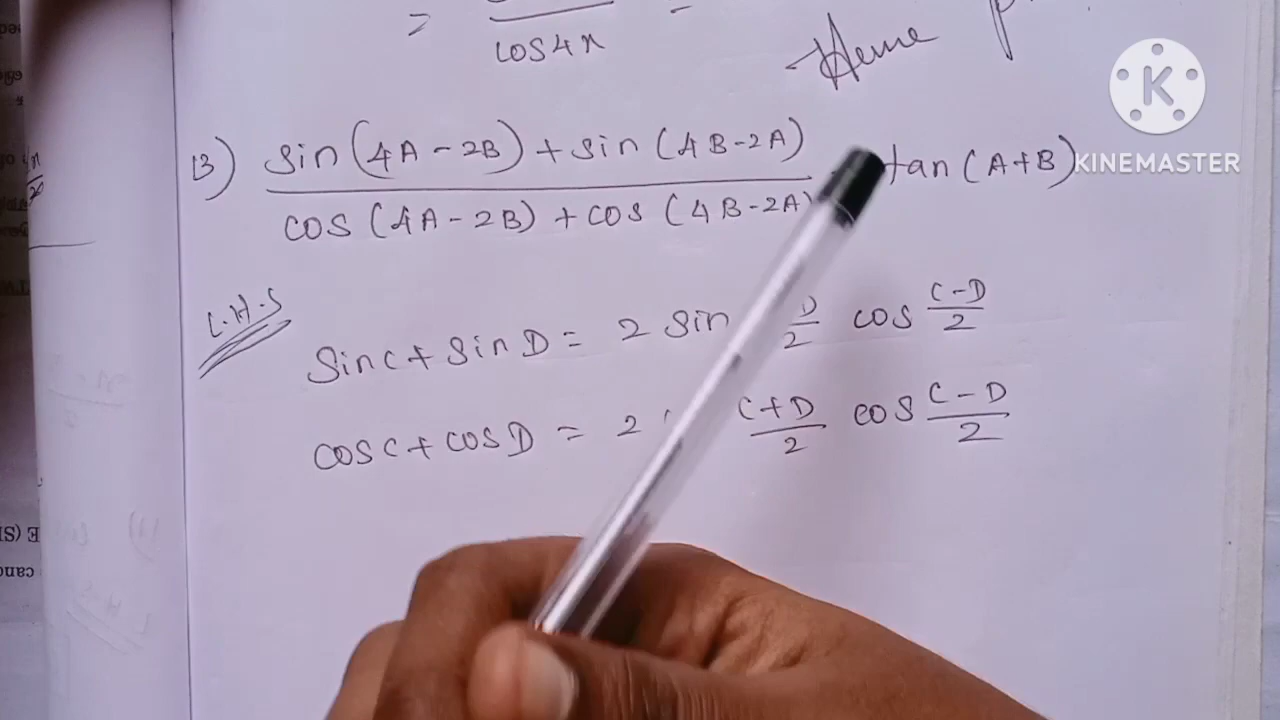 cos4x
Hence
13) sin(4A-2B)+sin(4B-2A) tan(A+B)
cos(4A-2B)+cos(4B-2A)
KINEMASTER
L.H.S
SinC+SinD= 2 Sin D/2 cos C-D/2
cosC+cosD = 2 C+D/2 cos C-D/2